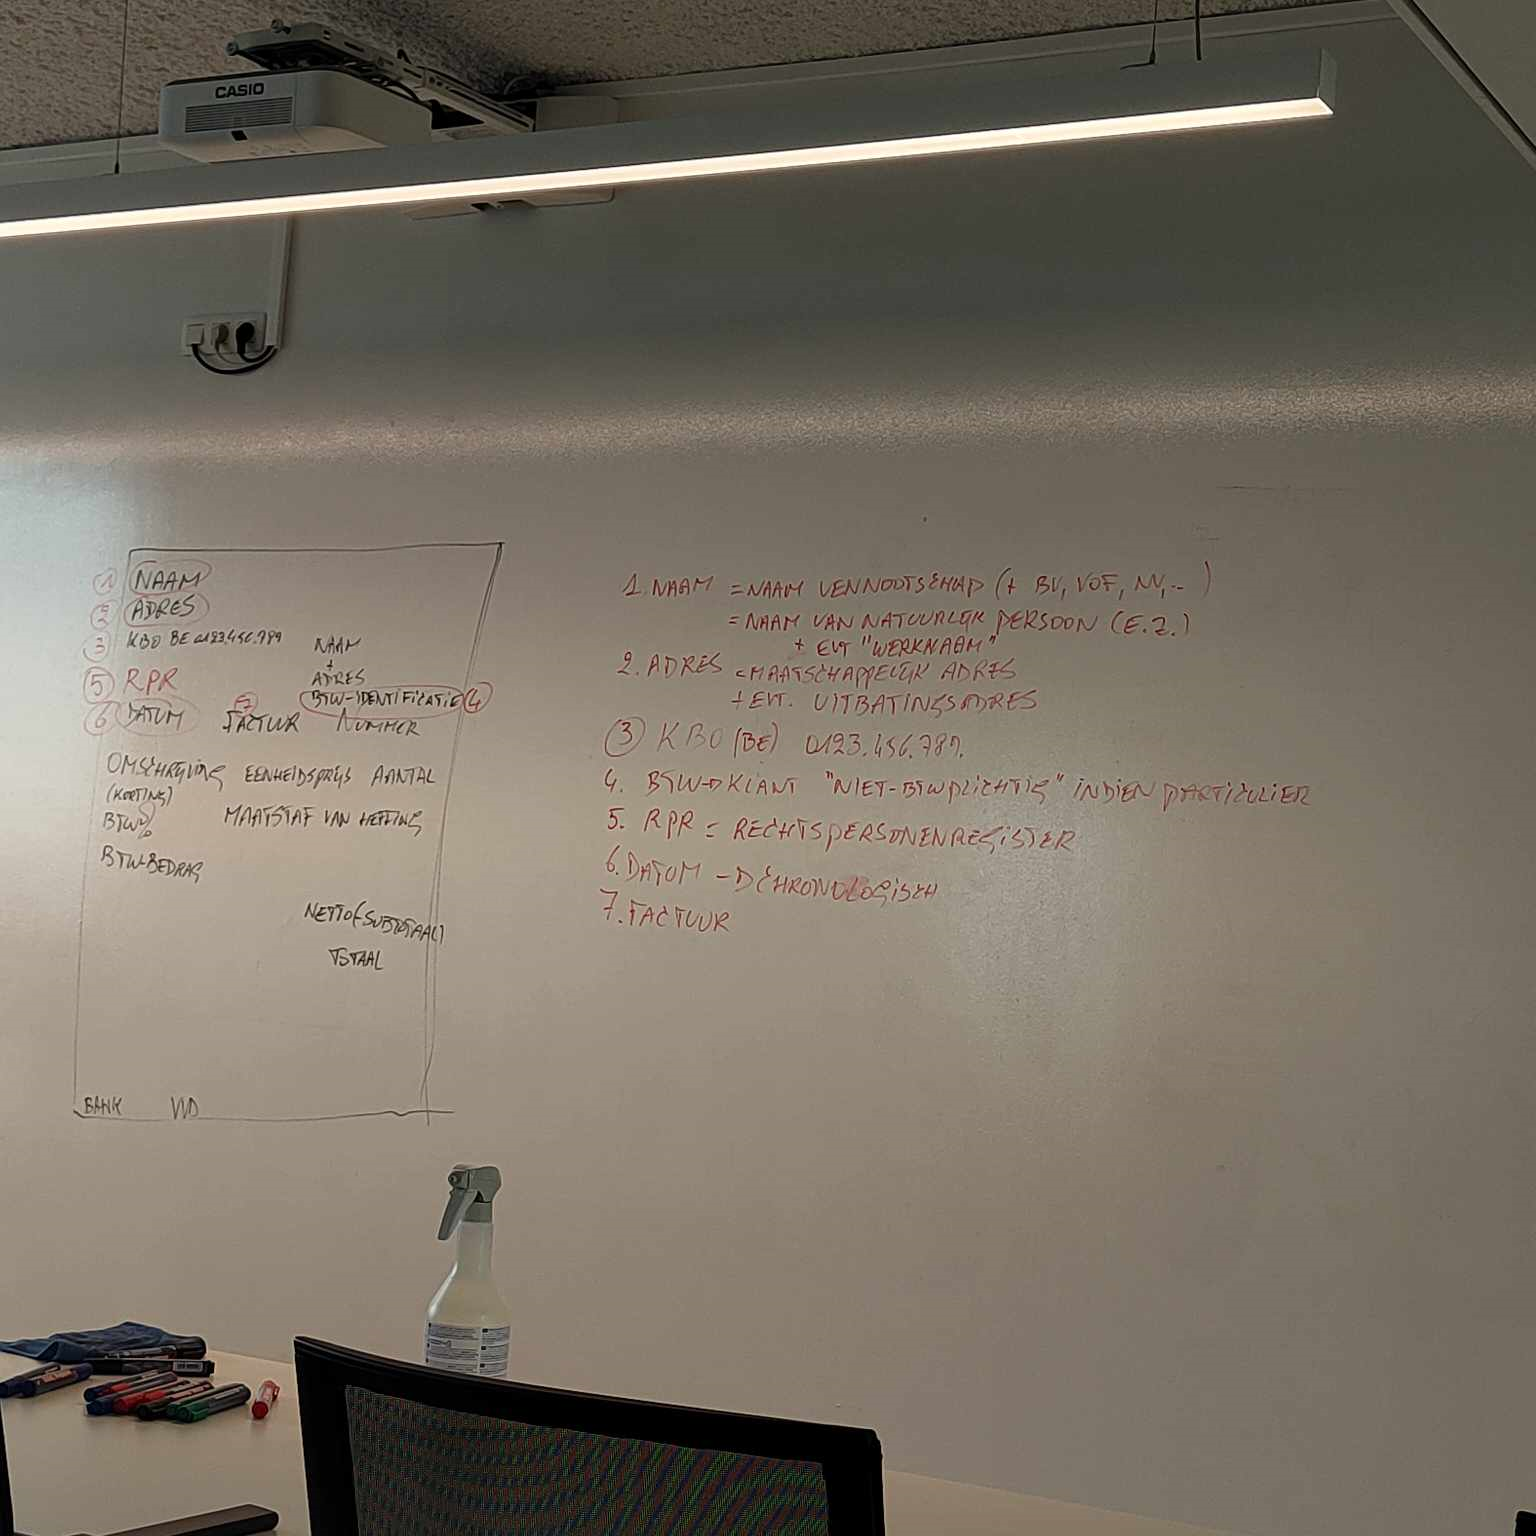 CASIO
1 NAAM
2 ADRES
3 KBO BE 0123.456.789
NAAM
+
ADRES
5 RPR
BTW-IDENTIFICATIE 4
6 DATUM
7 FACTUUR NUMMER
OMSCHRIJVING EENHEIDSPRIJS AANTAL
(KORTING)
BTW% MAATSTAF VAN HEFFING
BTW-BEDRAG
NETTO (SUBTOTAAL)
TOTAAL
BANK VVD
1. NAAM = NAAM VENNOOTSCHAP (+ BV, VOF, NV,...)
= NAAM VAN NATUURLIJK PERSOON (E.Z.)
+ EVT "WERKNAAM"
2. ADRES = MAATSCHAPPELIJK ADRES
+ EVT. UITBATINGSADRES
3 KBO (BE) 0123.456.789.
4. BTW→KLANT "NIET-BTWPLICHTIG" INDIEN PARTICULIER
5. RPR = RECHTSPERSONENREGISTER
6. DATUM → CHRONOLOGISCH
7. FACTUUR